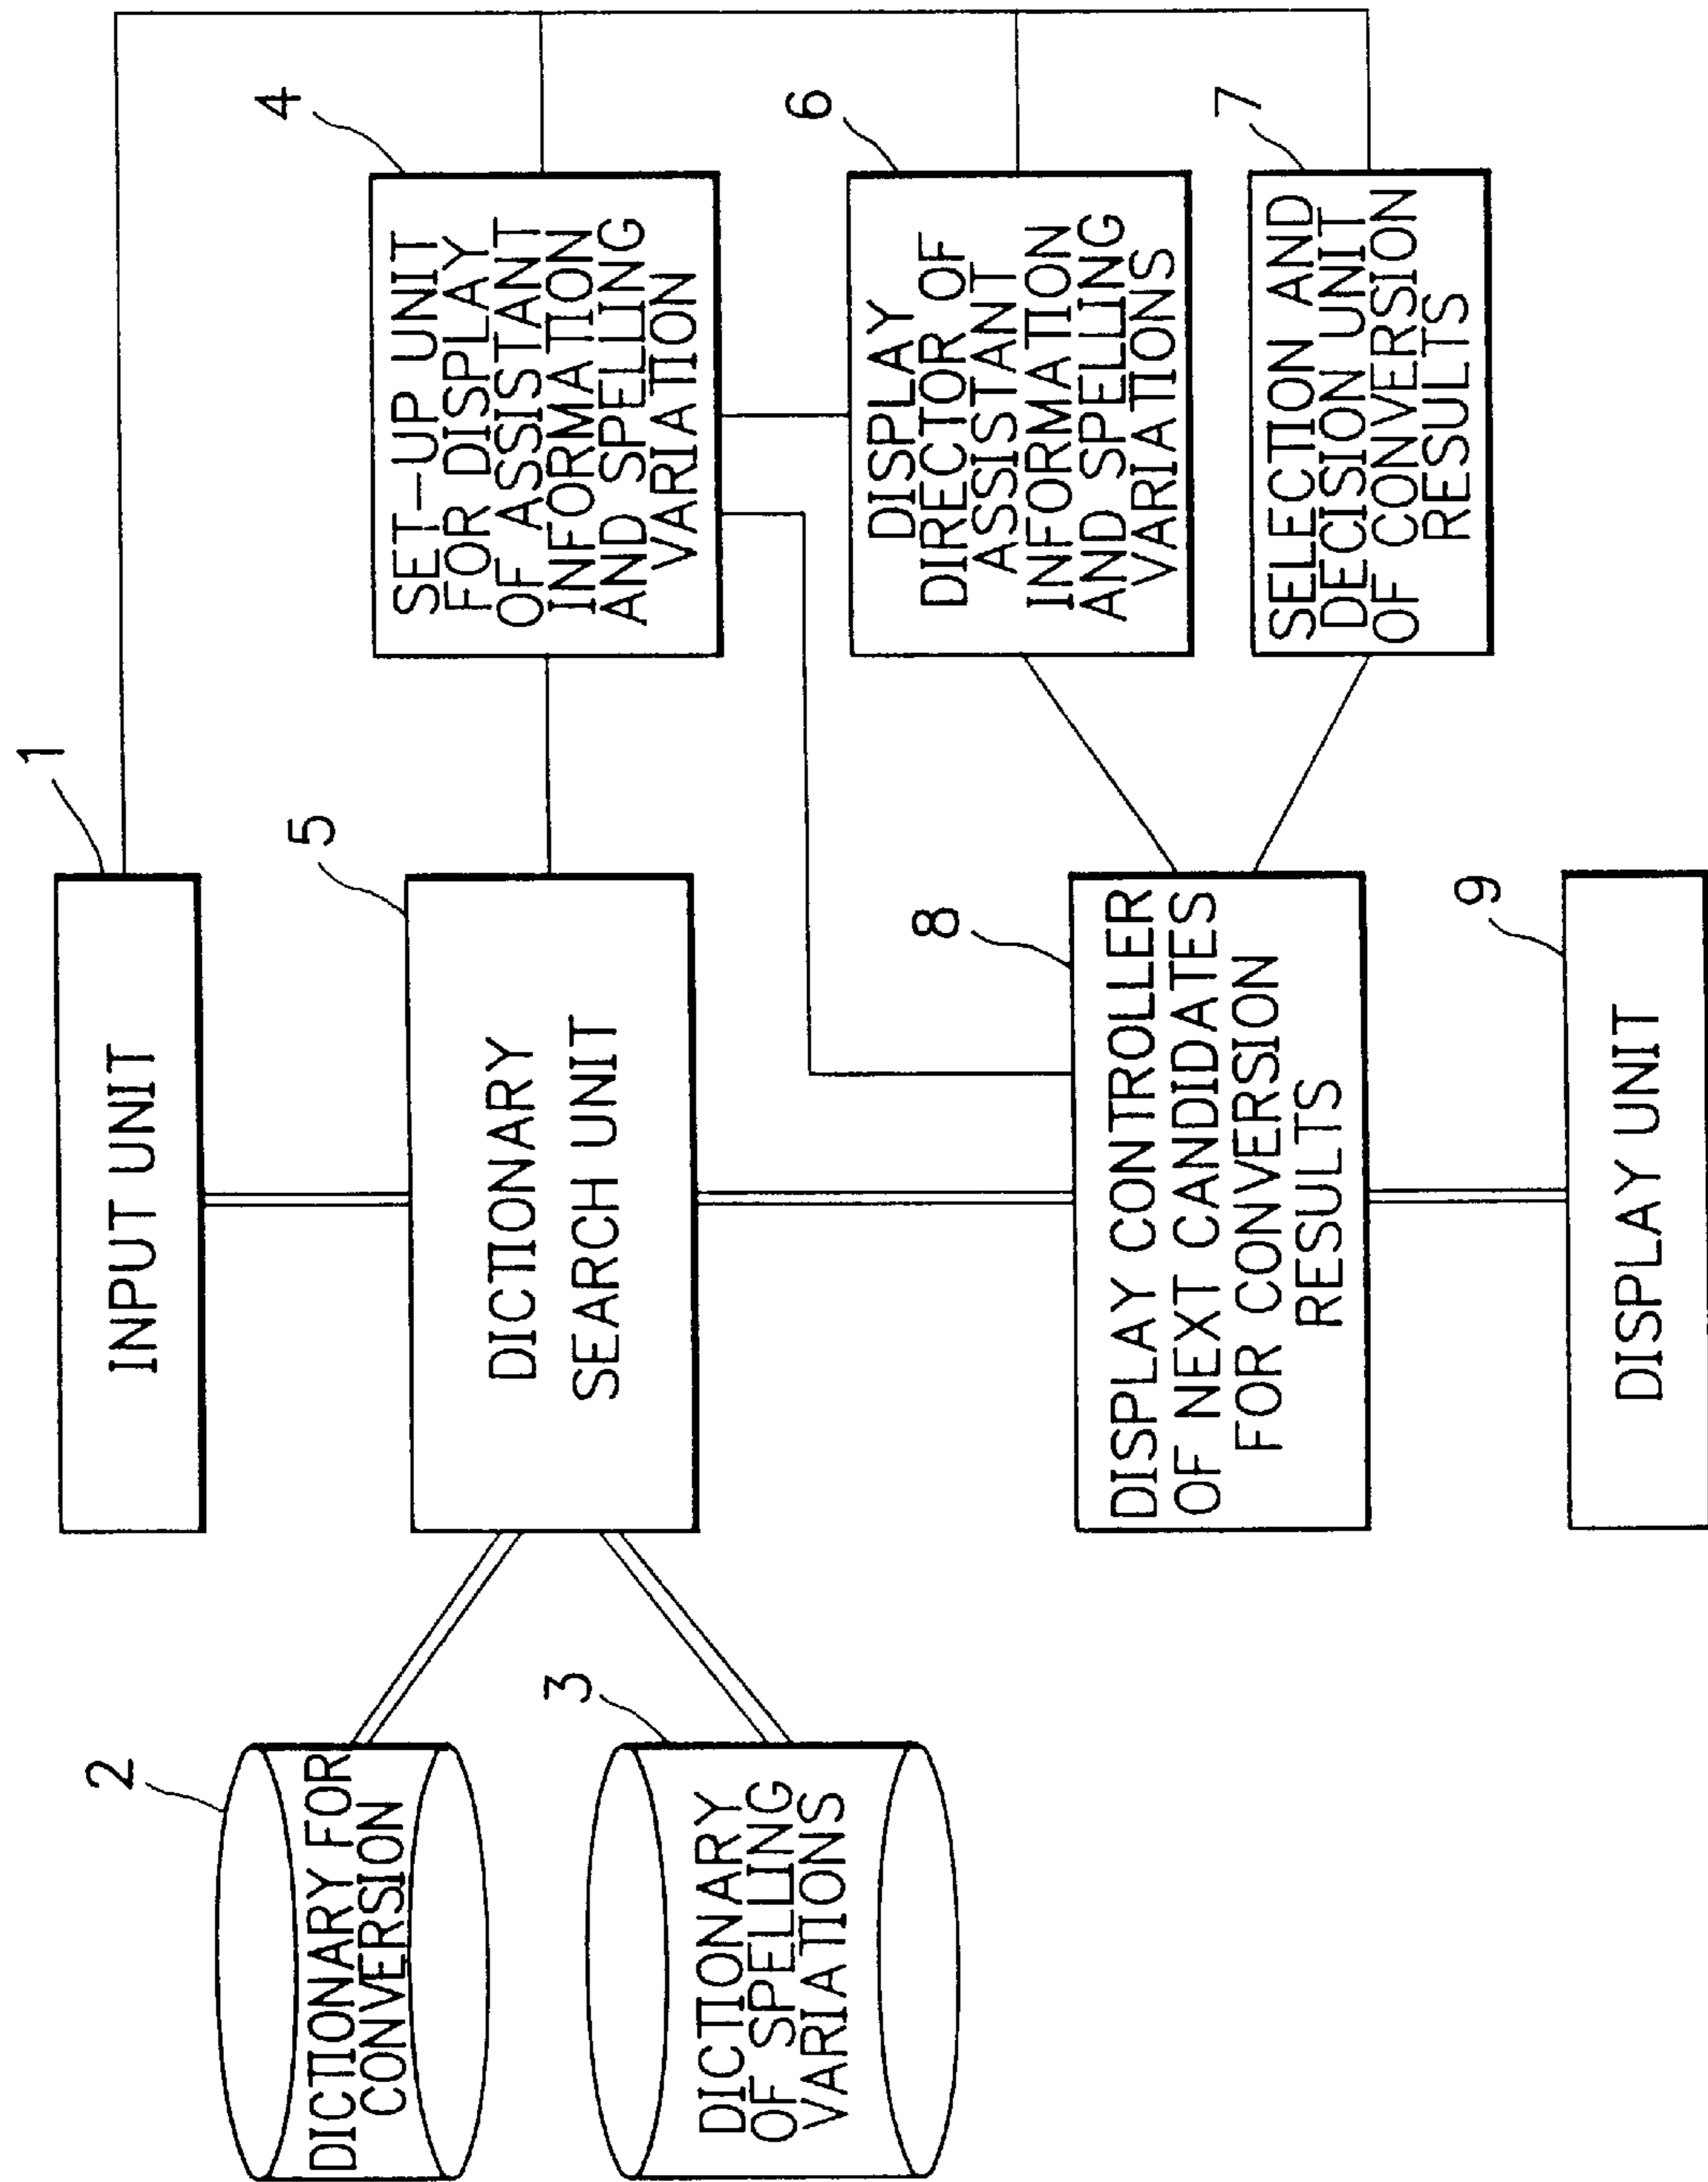 1
INPUT UNIT
2
DICTIONARY FOR
CONVERSION
3
DICTIONARY
OF SPELLING
VARIATIONS
5
DICTIONARY
SEARCH UNIT
4
SET-UP UNIT
FOR DISPLAY
OF ASSISTANT
INFORMATION
AND SPELLING
VARIATION
6
DISPLAY
DIRECTOR OF
ASSISTANT
INFORMATION
AND SPELLING
VARIATIONS
7
SELECTION AND
DECISION UNIT
OF CONVERSION
RESULTS
8
DISPLAY CONTROLLER
OF NEXT CANDIDATES
FOR CONVERSION
RESULTS
9
DISPLAY UNIT